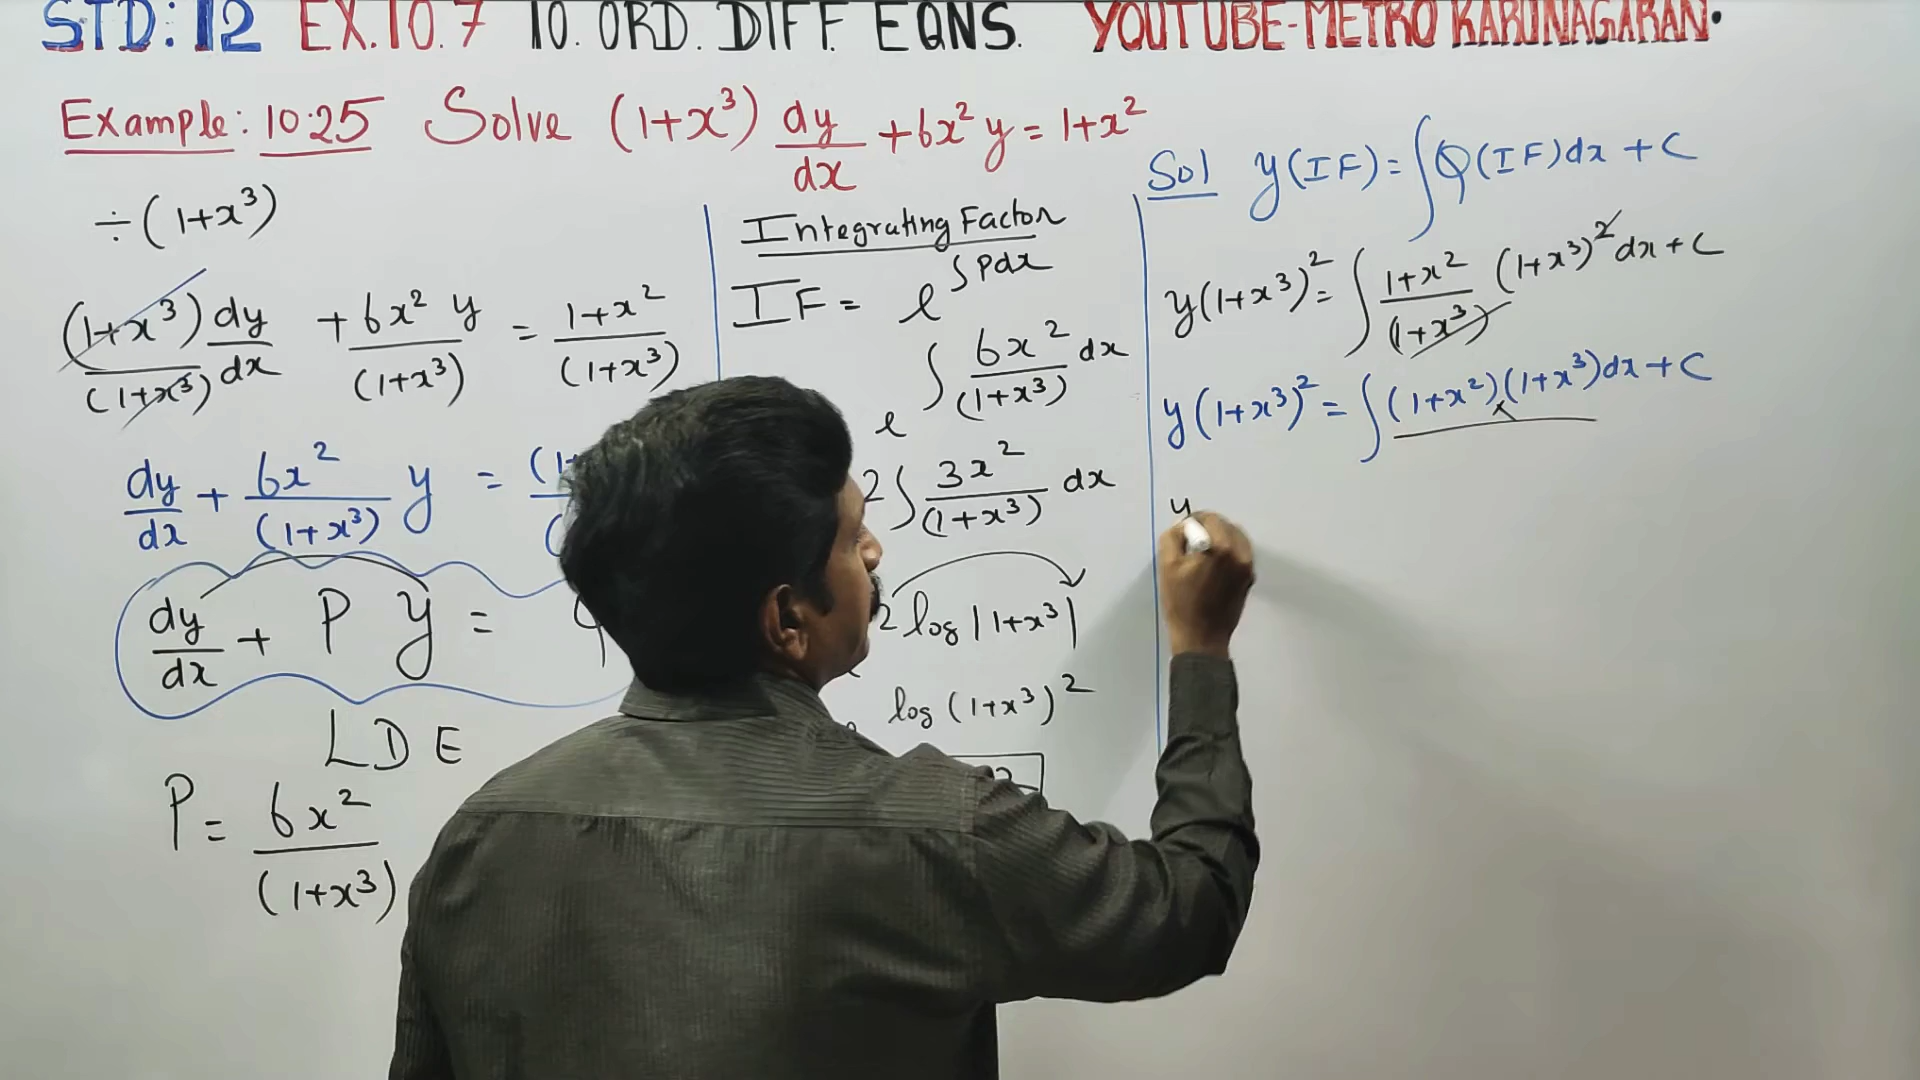 STD: 12 EX.10.7 10. ORD. DIFF. EQNS. YOUTUBE-METRO KARUNAGARAN.
Example: 10.25 Solve (1+x³) dy/dx + 6x² y = 1+x²
÷ (1+x³)
(1+x³)/(1+x³) dy/dx + 6x² y/(1+x³) = 1+x²/(1+x³)
dy/dx + 6x²/(1+x³) y = (1+
dy/dx + P y =
LDE
P = 6x²/(1+x³)
Integrating Factor
IF = e^∫Pdx
e^∫ 6x²/(1+x³) dx
2∫ 3x²/(1+x³) dx
2 log |1+x³|
log (1+x³)²
Sol y(IF) = ∫Q(IF)dx + C
y(1+x³)² = ∫ 1+x²/(1+x³) (1+x³)² dx + C
y(1+x³)² = ∫(1+x²)(1+x³)dx + C
y